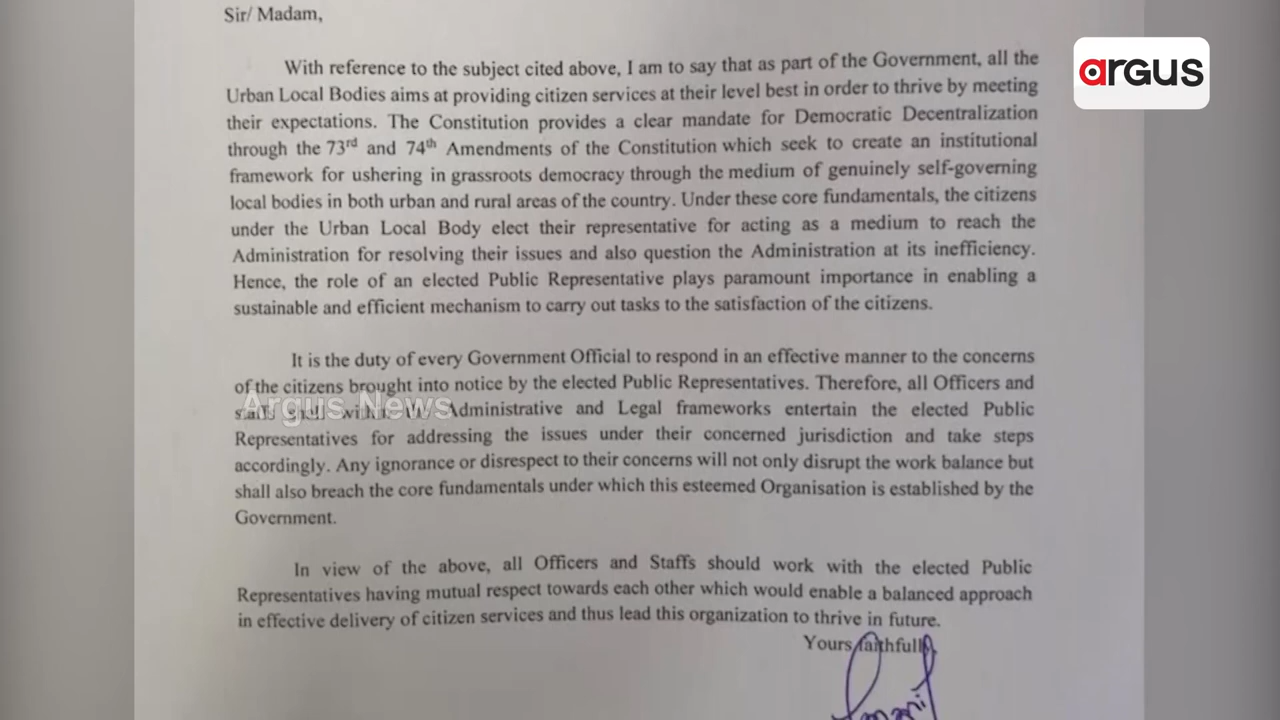 Sir/ Madam,
argus
With reference to the subject cited above, I am to say that as part of the Government, all the
Urban Local Bodies aims at providing citizen services at their level best in order to thrive by meeting
their expectations. The Constitution provides a clear mandate for Democratic Decentralization
through the 73rd and 74th Amendments of the Constitution which seek to create an institutional
framework for ushering in grassroots democracy through the medium of genuinely self-governing
local bodies in both urban and rural areas of the country. Under these core fundamentals, the citizens
under the Urban Local Body elect their representative for acting as a medium to reach the
Administration for resolving their issues and also question the Administration at its inefficiency.
Hence, the role of an elected Public Representative plays paramount importance in enabling a
sustainable and efficient mechanism to carry out tasks to the satisfaction of the citizens.
It is the duty of every Government Official to respond in an effective manner to the concerns
of the citizens brought into notice by the elected Public Representatives. Therefore, all Officers and
Argus News
Administrative and Legal frameworks entertain the elected Public
Representatives for addressing the issues under their concerned jurisdiction and take steps
accordingly. Any ignorance or disrespect to their concerns will not only disrupt the work balance but
shall also breach the core fundamentals under which this esteemed Organisation is established by the
Government.
In view of the above, all Officers and Staffs should work with the elected Public
Representatives having mutual respect towards each other which would enable a balanced approach
in effective delivery of citizen services and thus lead this organization to thrive in future.
Yours faithfully,